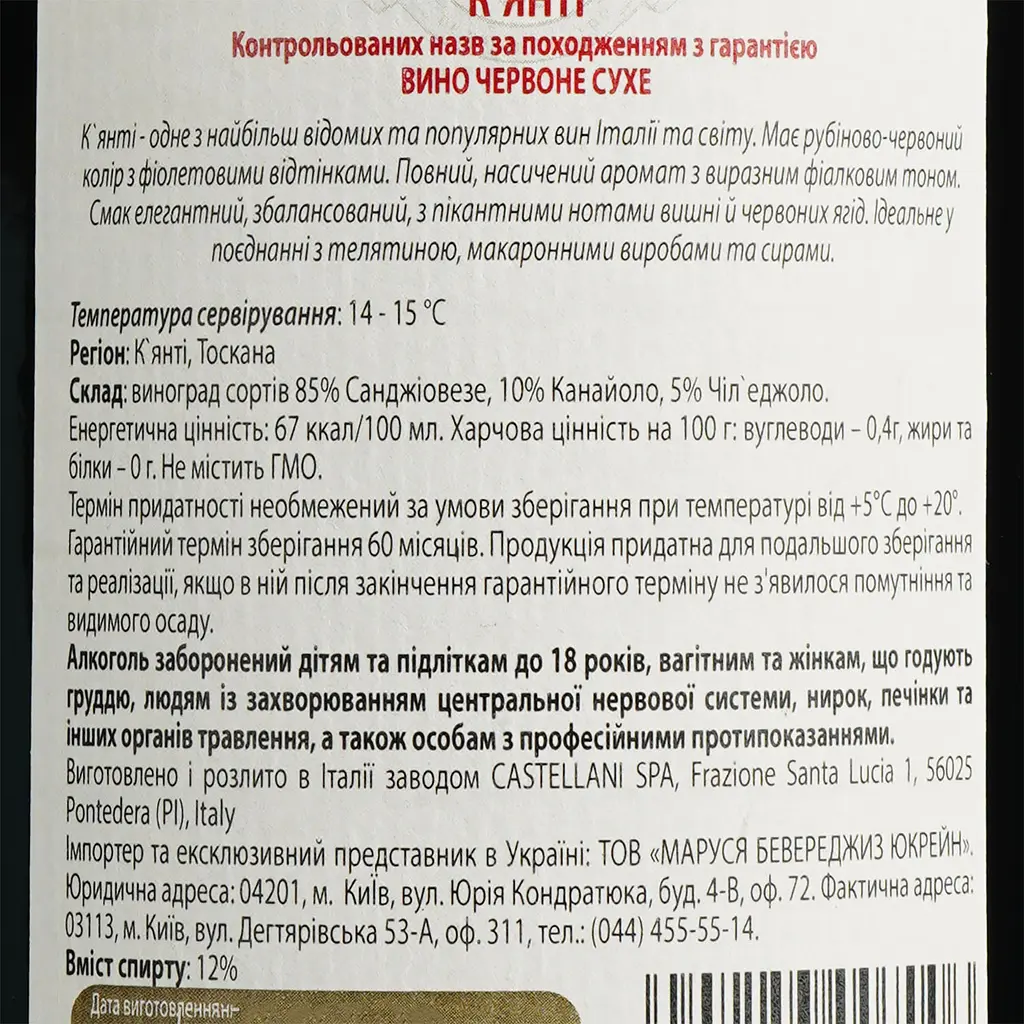 К`ЯНТІ
Контрольованих назв за походженням з гарантією
ВИНО ЧЕРВОНЕ СУХЕ
К`янті - одне з найбільш відомих та популярних вин Італії та світу. Має рубіново-червоний
колір з фіолетовими відтінками. Повний, насичений аромат з виразним фіалковим тоном.
Смак елегантний, збалансований, з пікантними нотами вишні й червоних ягід. Ідеальне у
поєднанні з телятиною, макаронними виробами та сирами.
Температура сервірування: 14 - 15 °C
Регіон: К`янті, Тоскана
Склад: виноград сортів 85% Санджіовезе, 10% Канайоло, 5% Чіл`еджоло.
Енергетична цінність: 67 ккал/100 мл. Харчова цінність на 100 г: вуглеводи – 0,4г, жири та
білки – 0 г. Не містить ГМО.
Термін придатності необмежений за умови зберігання при температурі від +5°C до +20°.
Гарантійний термін зберігання 60 місяців. Продукція придатна для подальшого зберігання
та реалізації, якщо в ній після закінчення гарантійного терміну не з'явилося помутніння та
видимого осаду.
Алкоголь заборонений дітям та підліткам до 18 років, вагітним та жінкам, що годують
груддю, людям із захворюванням центральної нервової системи, нирок, печінки та
інших органів травлення, а також особам з професійними протипоказаннями.
Виготовлено і розлито в Італії заводом CASTELLANI SPA, Frazione Santa Lucia 1, 56025
Pontedera (PI), Italy
Імпортер та ексклюзивний представник в Україні: ТОВ «МАРУСЯ БЕВЕРЕДЖИЗ ЮКРЕЙН».
Юридична адреса: 04201, м. Київ, вул. Юрія Кондратюка, буд. 4-В, оф. 72. Фактична адреса:
03113, м. Київ, вул. Дегтярівська 53-А, оф. 311, тел.: (044) 455-55-14.
Вміст спирту: 12%
Дата виготовлення